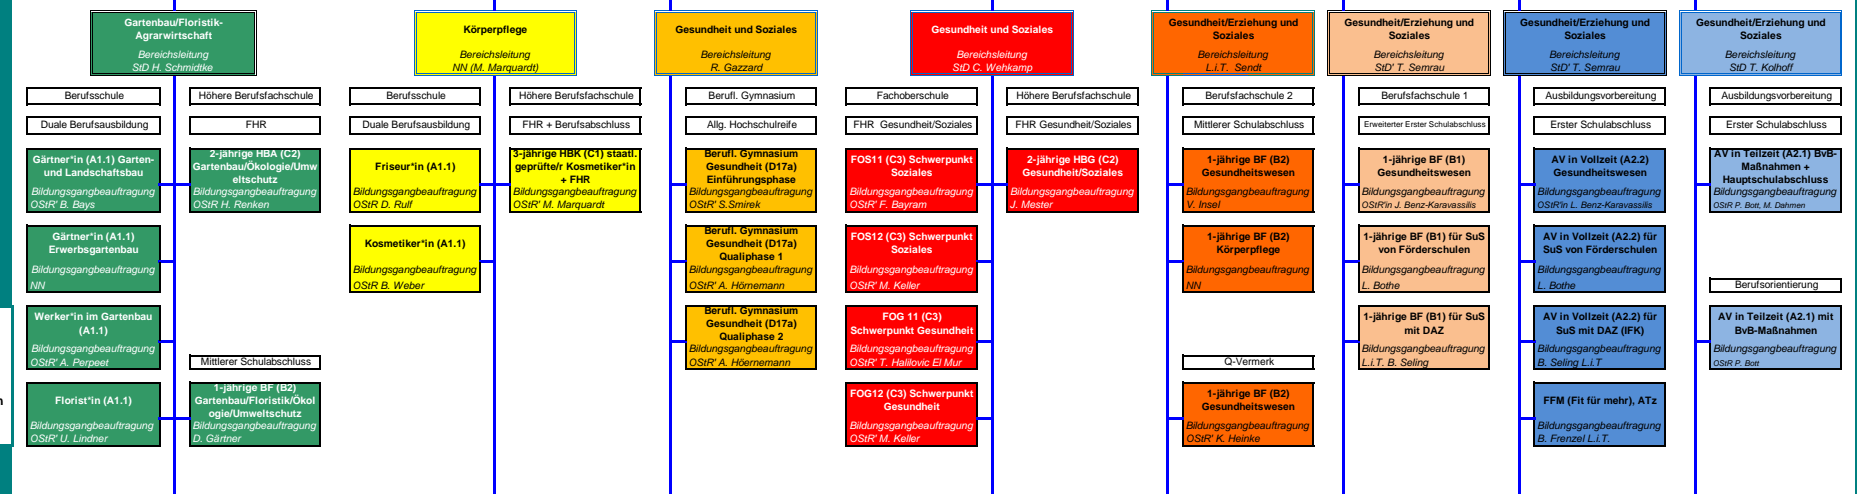 Gartenbau/Floristik-
Agrarwirtschaft
Bereichsleitung
StD H. Schmidtke
Berufsschule
Höhere Berufsfachschule
Duale Berufsausbildung
FHR
Gärtner*in (A1.1) Garten-
und Landschaftsbau
Bildungsgangbeauftragung
OStR' B. Bays
2-jährige HBA (C2)
Gartenbau/Ökologie/Umw
eltschutz
Bildungsgangbeauftragung
OStR H. Renken
Gärtner*in (A1.1)
Erwerbsgartenbau
Bildungsgangbeauftragung
NN
Werker*in im Gartenbau
(A1.1)
Bildungsgangbeauftragung
OStR' A. Perpeet
Mittlerer Schulabschluss
Florist*in (A1.1)
Bildungsgangbeauftragung
OStR' U. Lindner
1-jährige BF (B2)
Gartenbau/Floristik/Ökol
ogie/Umweltschutz
Bildungsgangbeauftragung
D. Gärtner
Körperpflege
Bereichsleitung
NN (M. Marquardt)
Berufsschule
Höhere Berufsfachschule
Duale Berufsausbildung
FHR + Berufsabschluss
Friseur*in (A1.1)
Bildungsgangbeauftragung
OStR D. Rulf
3-jährige HBK (C1) staatl.
geprüfte/r Kosmetiker*in
+ FHR
Bildungsgangbeauftragung
OStR' M. Marquardt
Kosmetiker*in (A1.1)
Bildungsgangbeauftragung
OStR B. Weber
Gesundheit und Soziales
Bereichsleitung
R. Gazzard
Berufl. Gymnasium
Allg. Hochschulreife
Berufl. Gymnasium
Gesundheit (D17a)
Einführungsphase
Bildungsgangbeauftragung
OStR' S.Smirek
Berufl. Gymnasium
Gesundheit (D17a)
Qualiphase 1
Bildungsgangbeauftragung
OStR' A. Hörnemann
Berufl. Gymnasium
Gesundheit (D17a)
Qualiphase 2
Bildungsgangbeauftragung
OStR' A. Höernemann
Gesundheit und Soziales
Bereichsleitung
StD C. Wehkamp
Fachoberschule
Höhere Berufsfachschule
FHR  Gesundheit/Soziales
FHR Gesundheit/Soziales
FOS11 (C3) Schwerpunkt
Soziales
Bildungsgangbeauftragung
OStR' F. Bayram
2-jährige HBG (C2)
Gesundheit/Soziales
Bildungsgangbeauftragung
J. Mester
FOS12 (C3) Schwerpunkt
Soziales
Bildungsgangbeauftragung
OStR' M. Keller
FOG 11 (C3)
Schwerpunkt Gesundheit
Bildungsgangbeauftragung
OStR' T. Halilovic El Mur
FOG12 (C3) Schwerpunkt
Gesundheit
Bildungsgangbeauftragung
OStR' M. Keller
Gesundheit/Erziehung und
Soziales
Bereichsleitung
L.i.T.  Sendt
Berufsfachschule 2
Mittlerer Schulabschluss
1-jährige BF (B2)
Gesundheitswesen
Bildungsgangbeauftragung
V. Insel
1-jährige BF (B2)
Körperpflege
Bildungsgangbeauftragung
NN
Q-Vermerk
1-jährige BF (B2)
Gesundheitswesen
Bildungsgangbeauftragung
OStR' K. Heinke
Gesundheit/Erziehung und
Soziales
Bereichsleitung
StD' T. Semrau
Berufsfachschule 1
Erweiterter Erster Schulabschluss
1-jährige BF (B1)
Gesundheitswesen
Bildungsgangbeauftragung
OStR'in J. Benz-Karavassilis
1-jährige BF (B1) für SuS
von Förderschulen
Bildungsgangbeauftragung
L. Bothe
1-jährige BF (B1) für SuS
mit DAZ
Bildungsgangbeauftragung
L.i.T. B. Seling
Gesundheit/Erziehung und
Soziales
Bereichsleitung
StD' T. Semrau
Ausbildungsvorbereitung
Erster Schulabschluss
AV in Vollzeit (A2.2)
Gesundheitswesen
Bildungsgangbeauftragung
OStR'in L. Benz-Karavassilis
AV in Vollzeit (A2.2) für
SuS von Förderschulen
Bildungsgangbeauftragung
L. Bothe
AV in Vollzeit (A2.2) für
SuS mit DAZ (IFK)
Bildungsgangbeauftragung
B. Seling L.i.T
FFM (Fit für mehr), ATz
Bildungsgangbeauftragung
B. Frenzel L.i.T.
Gesundheit/Erziehung und
Soziales
Bereichsleitung
StD T. Kolhoff
Ausbildungsvorbereitung
Erster Schulabschluss
AV in Teilzeit (A2.1) BvB-
Maßnahmen +
Hauptschulabschluss
Bildungsgangbeauftragung
OStR P. Bott, M. Dahmen
Berufsorientierung
AV in Teilzeit (A2.1) mit
BvB-Maßnahmen
Bildungsgangbeauftragung
OStR P. Bott